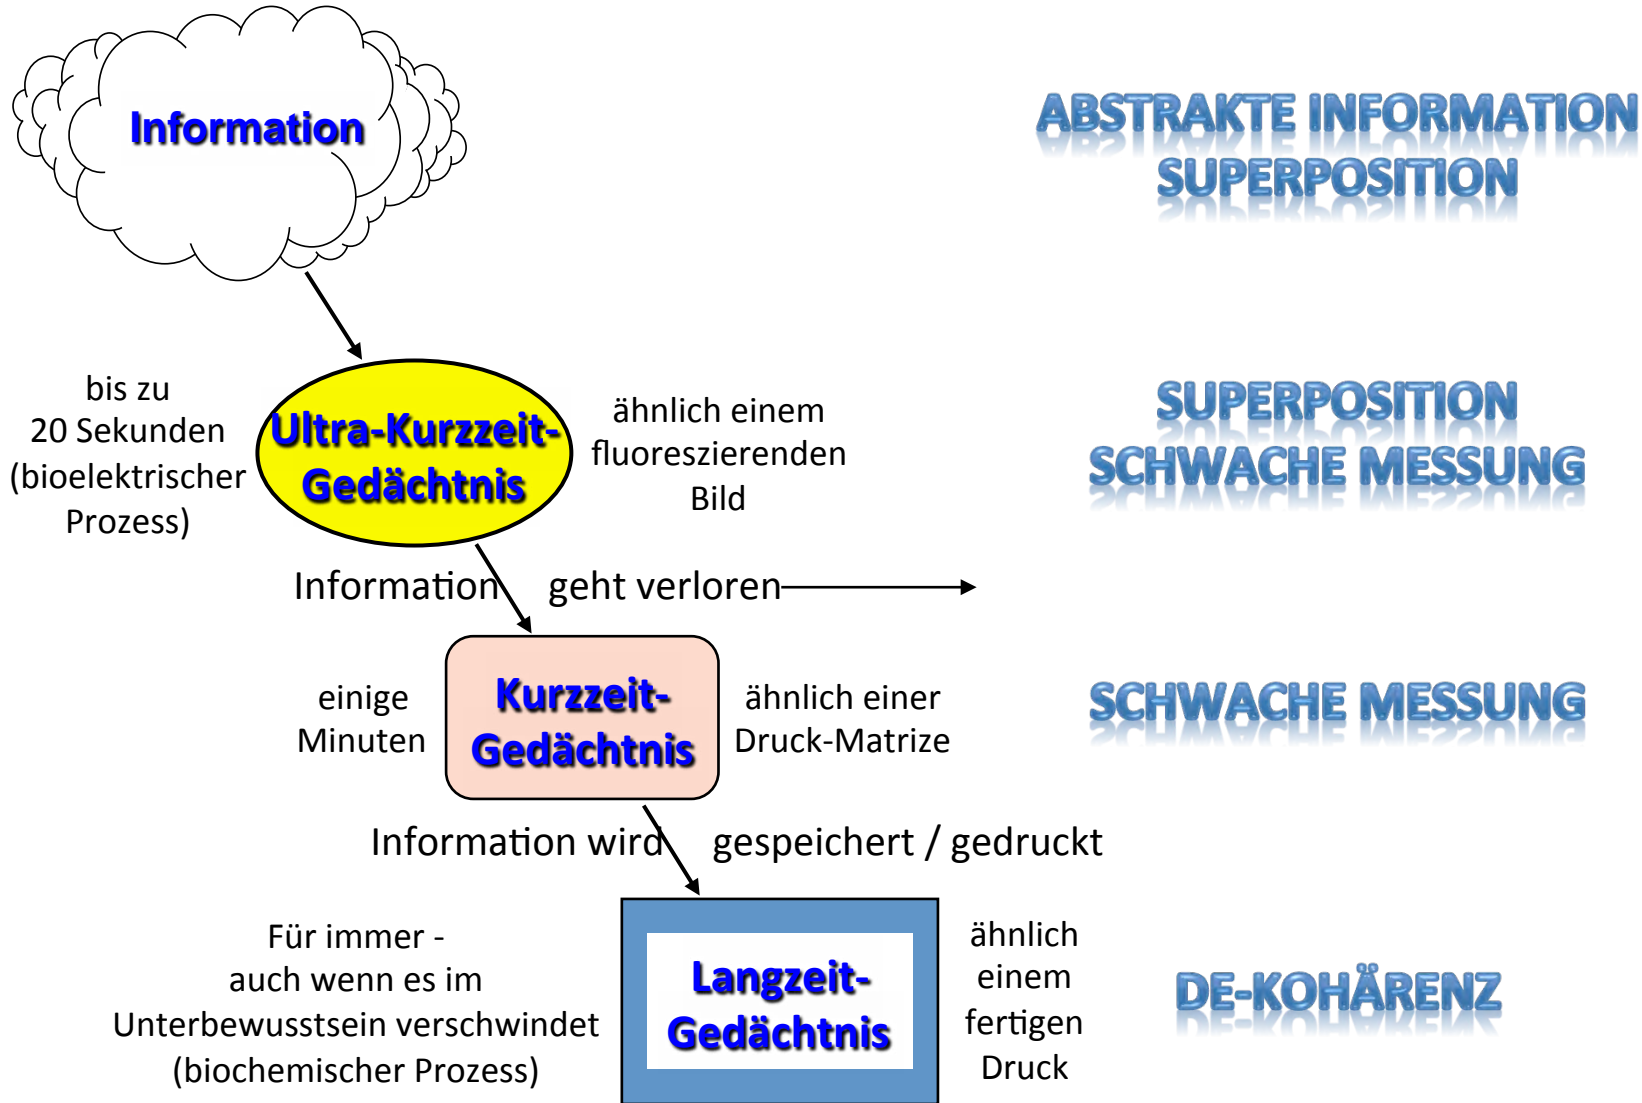 Information
ABSTRAKTE INFORMATION
SUPERPOSITION
bis zu
20 Sekunden
(bioelektrischer
Prozess)
Ultra-Kurzzeit-
Gedächtnis
ähnlich einem
fluoreszierenden
Bild
SUPERPOSITION
SCHWACHE MESSUNG
Information geht verloren
einige
Minuten
Kurzzeit-
Gedächtnis
ähnlich einer
Druck-Matrize
SCHWACHE MESSUNG
Information wird gespeichert / gedruckt
Für immer -
auch wenn es im
Unterbewusstsein verschwindet
(biochemischer Prozess)
Langzeit-
Gedächtnis
ähnlich
einem
fertigen
Druck
DE-KOHÄRENZ